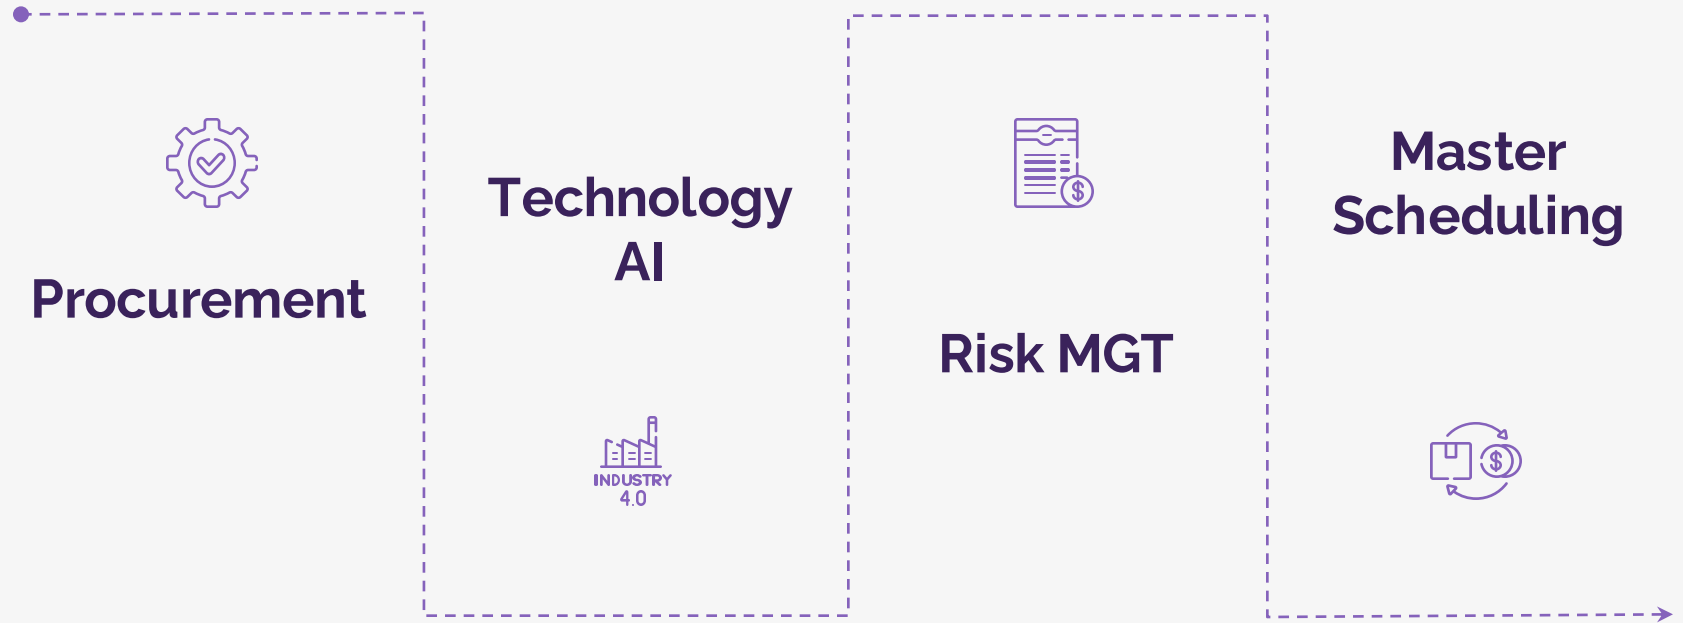 Procurement
Technology
AI
INDUSTRY
4.0
$
Risk MGT
Master
Scheduling
$